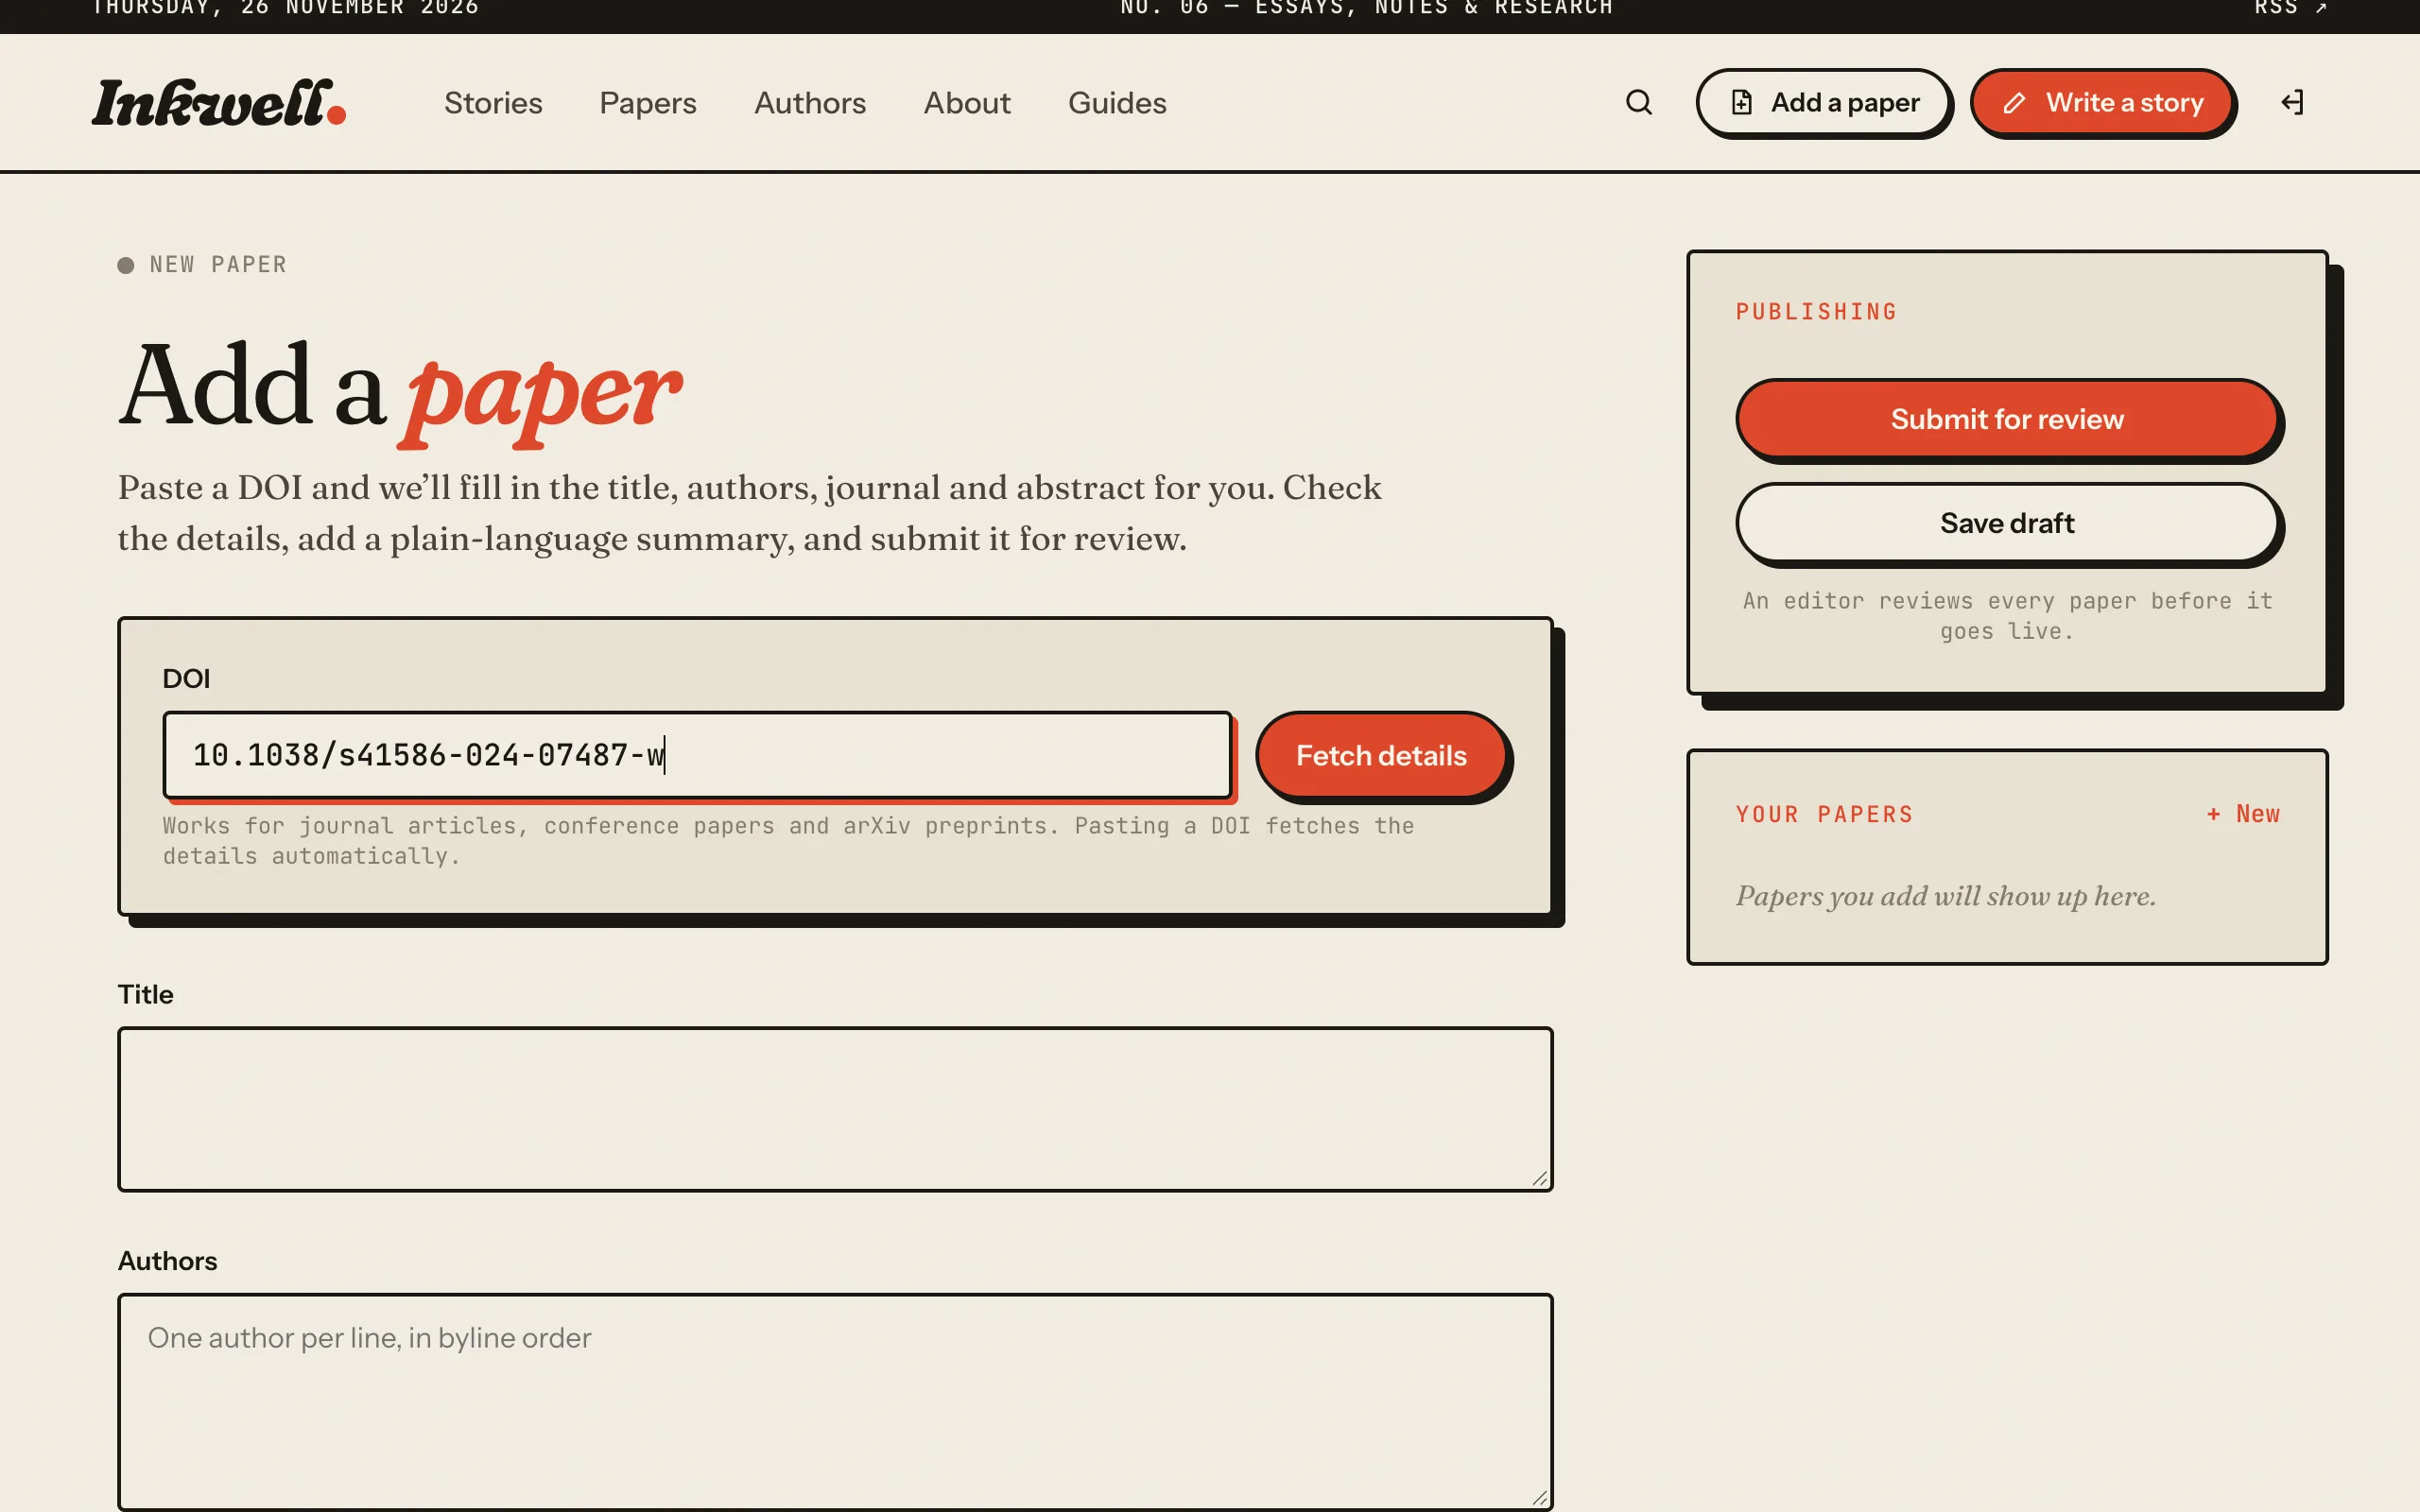 THURSDAY, 26 NOVEMBER 2026
NO. 06 — ESSAYS, NOTES & RESEARCH
RSS ↗
Inkwell.
Stories
Papers
Authors
About
Guides
Add a paper
Write a story
NEW PAPER
Add a paper
Paste a DOI and we’ll fill in the title, authors, journal and abstract for you. Check
the details, add a plain-language summary, and submit it for review.
DOI
10.1038/s41586-024-07487-w
Fetch details
Works for journal articles, conference papers and arXiv preprints. Pasting a DOI fetches the
details automatically.
Title
Authors
One author per line, in byline order
PUBLISHING
Submit for review
Save draft
An editor reviews every paper before it
goes live.
YOUR PAPERS
+ New
Papers you add will show up here.